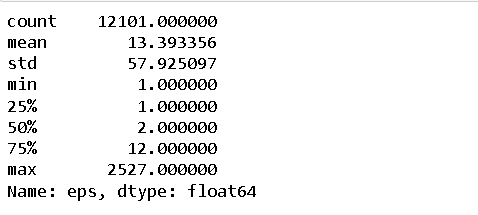 count    12101.000000
mean        13.393356
std         57.925097
min          1.000000
25%          1.000000
50%          2.000000
75%         12.000000
max       2527.000000
Name: eps, dtype: float64